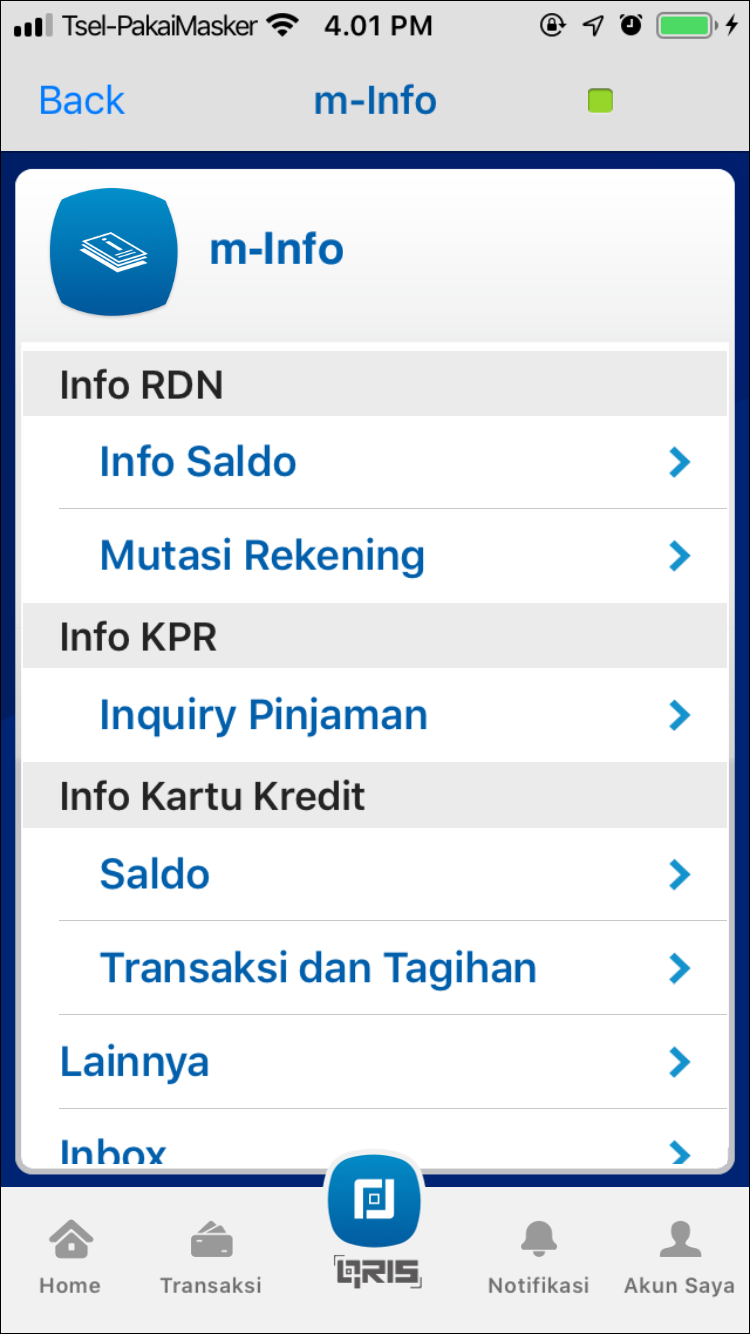 Tsel-PakaiMasker 4.01 PM
Back m-Info
m-Info
Info RDN
Info Saldo
Mutasi Rekening
Info KPR
Inquiry Pinjaman
Info Kartu Kredit
Saldo
Transaksi dan Tagihan
Lainnya
Inbox
QRIS
Home Transaksi Notifikasi Akun Saya